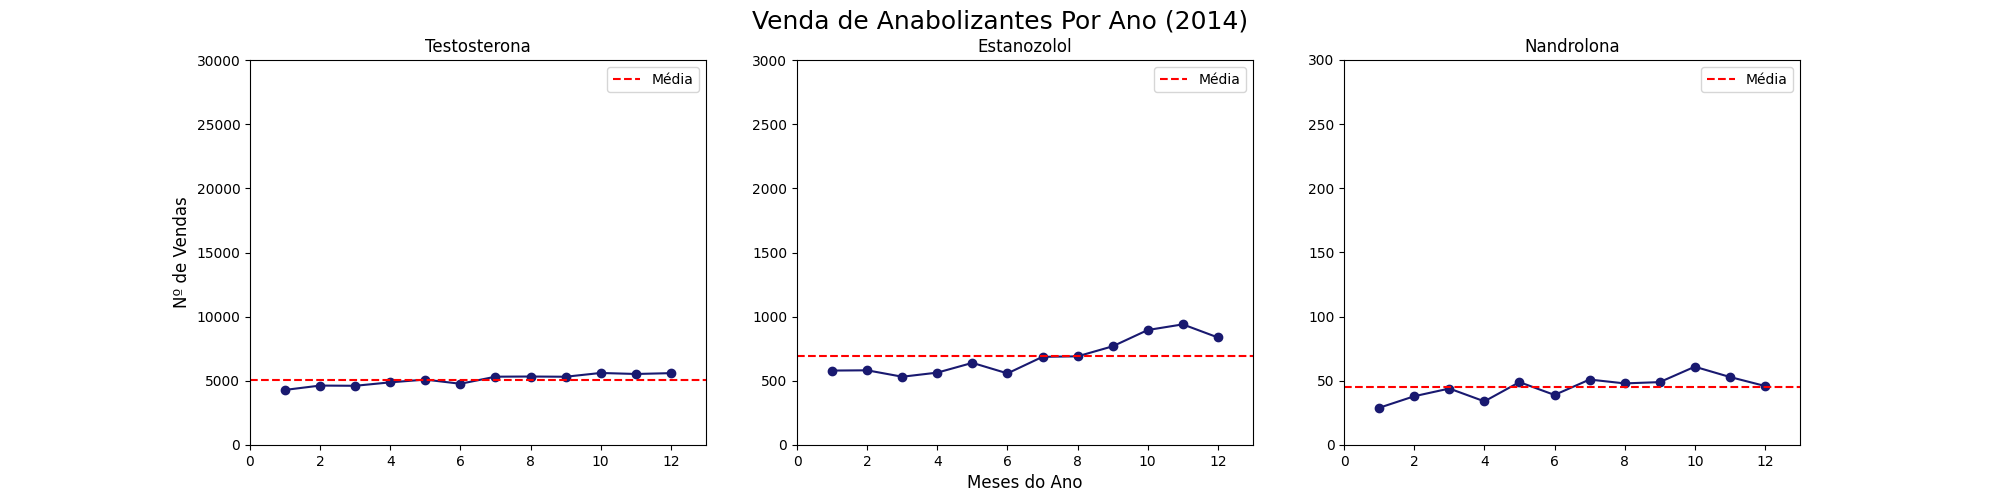 Venda de Anabolizantes Por Ano (2014)
Testosterona
Estanozolol
Nandrolona
Média
Média
Média
Nº de Vendas
30000
25000
20000
15000
10000
5000
0
0 2 4 6 8 10 12
3000
2500
2000
1500
1000
500
0
0 2 4 6 8 10 12
Meses do Ano
300
250
200
150
100
50
0
0 2 4 6 8 10 12